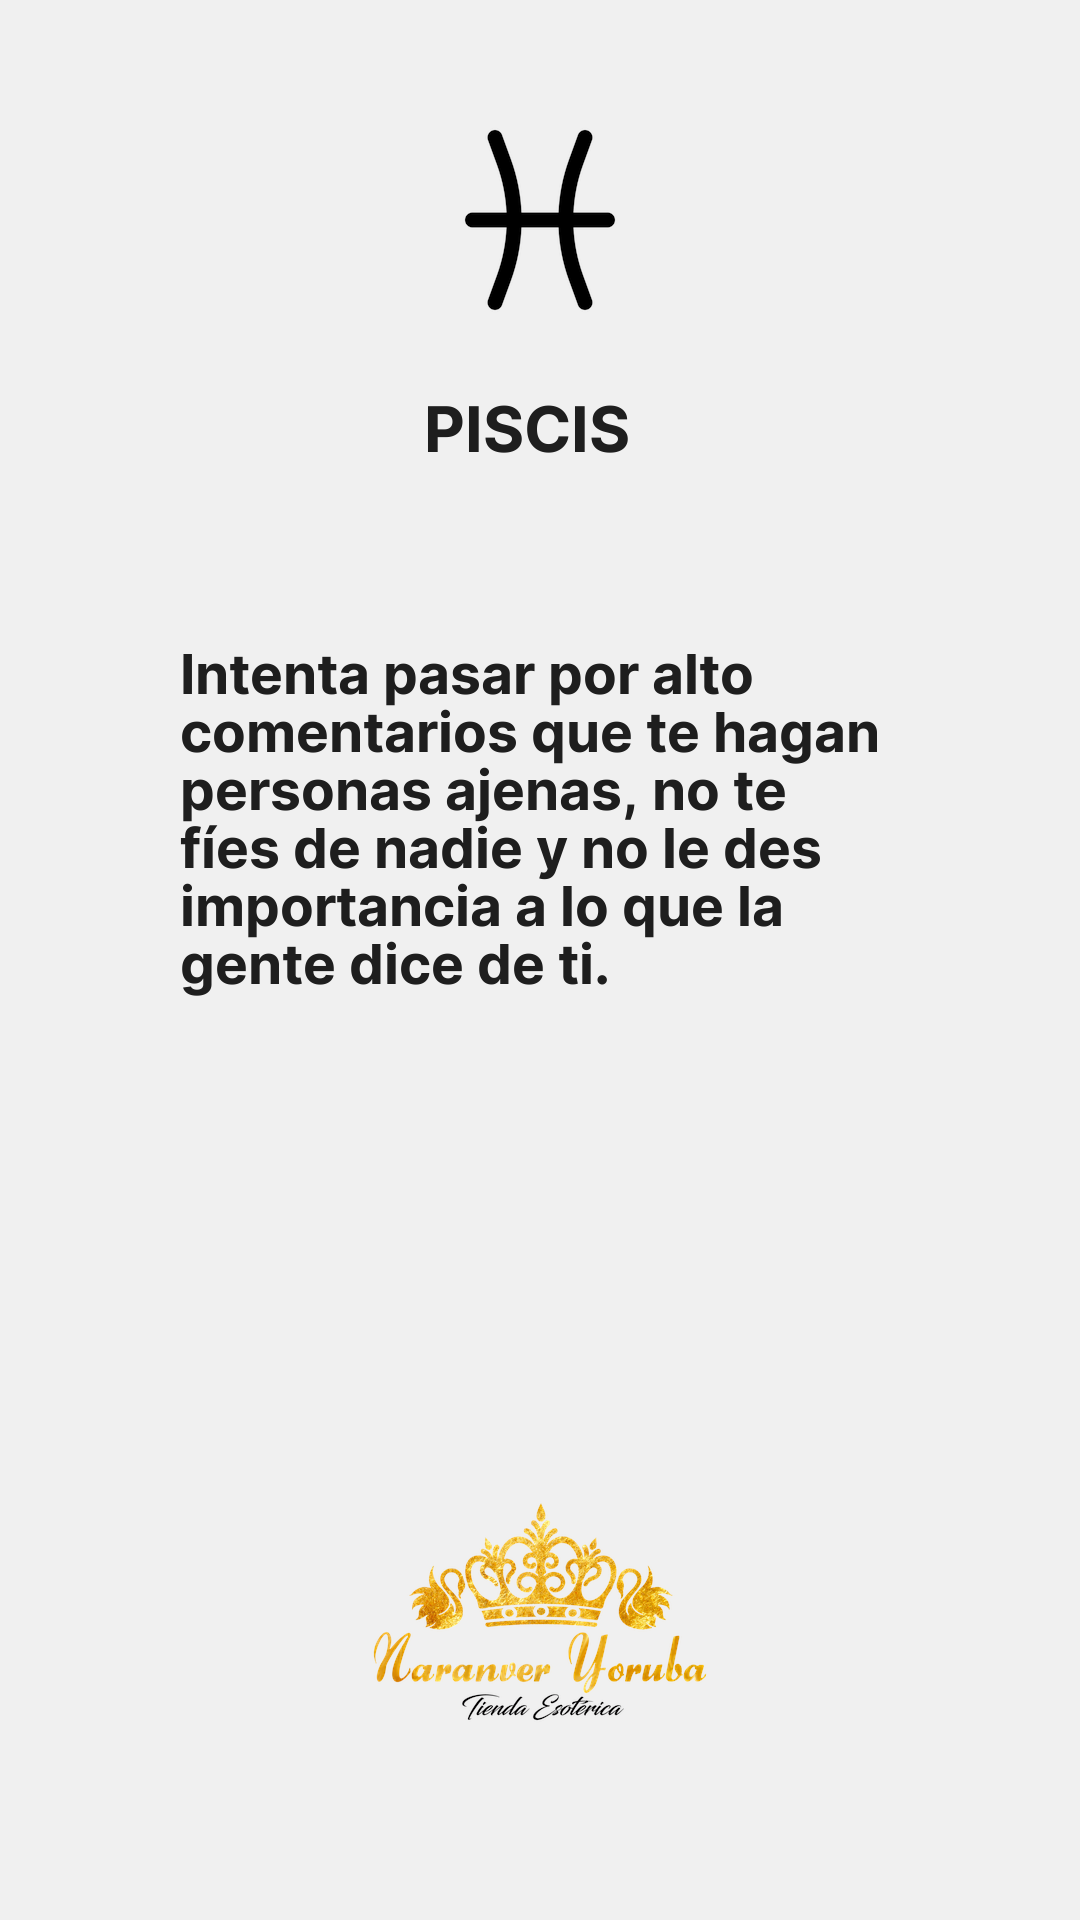 PISCIS
Intenta pasar por alto
comentarios que te hagan
personas ajenas, no te
fíes de nadie y no le des
importancia a lo que la
gente dice de ti.
Naranver Yoruba
Tienda Esotérica